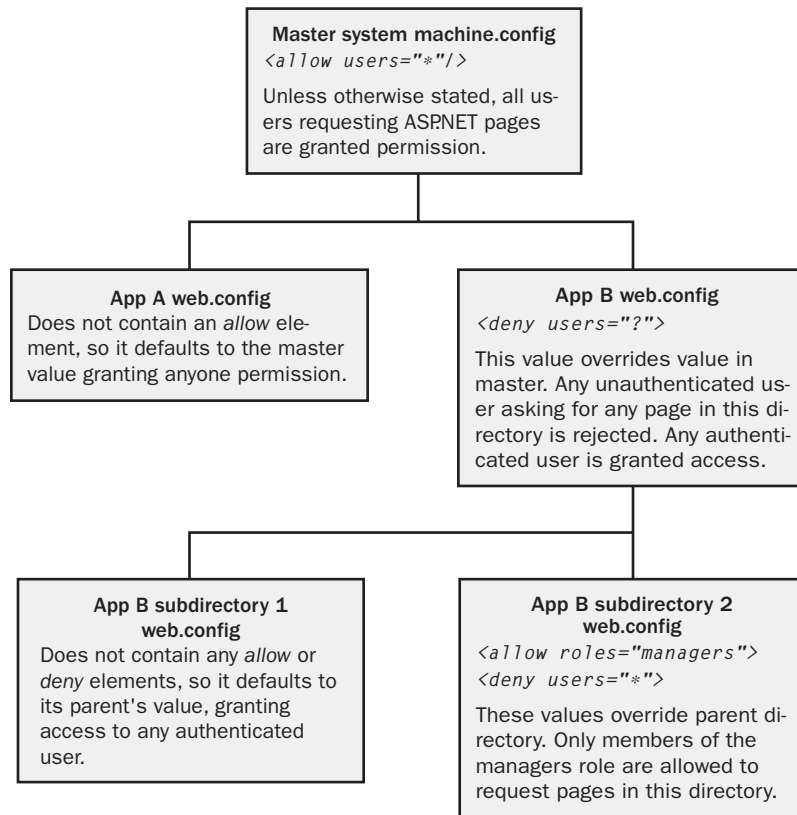 Master system machine.config
<allow users="*"/>
Unless otherwise stated, all us-
ers requesting ASP.NET pages
are granted permission.
App A web.config
Does not contain an allow ele-
ment, so it defaults to the master
value granting anyone permission.
App B web.config
<deny users="?">
This value overrides value in
master. Any unauthenticated us-
er asking for any page in this di-
rectory is rejected. Any authenti-
cated user is granted access.
App B subdirectory 1
web.config
Does not contain any allow or
deny elements, so it defaults to
its parent's value, granting
access to any authenticated
user.
App B subdirectory 2
web.config
<allow roles="managers">
<deny users="*">
These values override parent di-
rectory. Only members of the
managers role are allowed to
request pages in this directory.